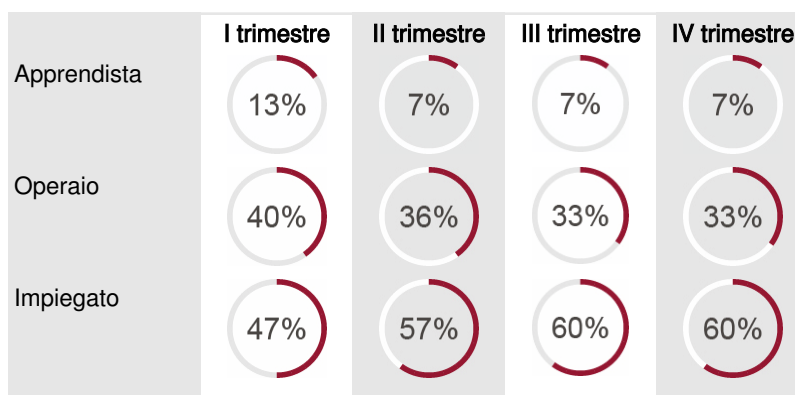 I trimestre II trimestre III trimestre IV trimestre
Apprendista 13% 7% 7% 7%
Operaio 40% 36% 33% 33%
Impiegato 47% 57% 60% 60%